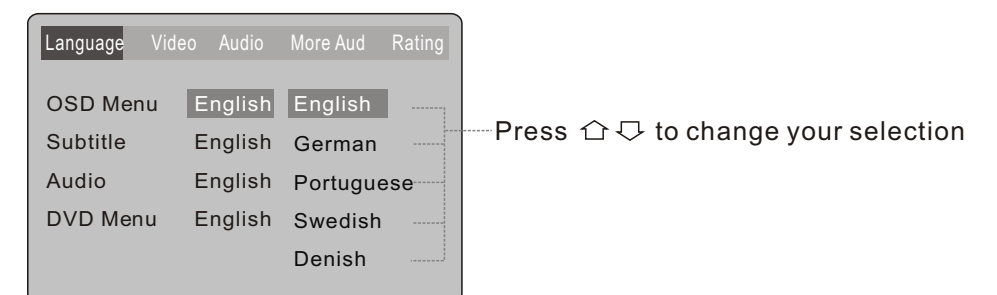 Language Video Audio More Aud Rating
OSD Menu English English
Press ⇧ ⇩ to change your selection
Subtitle English German
Audio English Portuguese
DVD Menu English Swedish
Denish